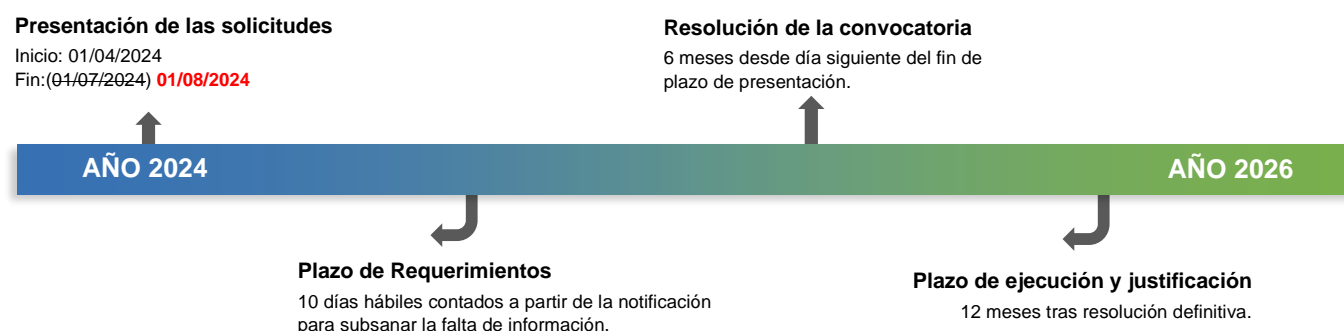 Presentación de las solicitudes
Inicio: 01/04/2024
Fin:(01/07/2024) 01/08/2024
Resolución de la convocatoria
6 meses desde día siguiente del fin de
plazo de presentación.
AÑO 2024
AÑO 2026
Plazo de Requerimientos
10 días hábiles contados a partir de la notificación
para subsanar la falta de información.
Plazo de ejecución y justificación
12 meses tras resolución definitiva.